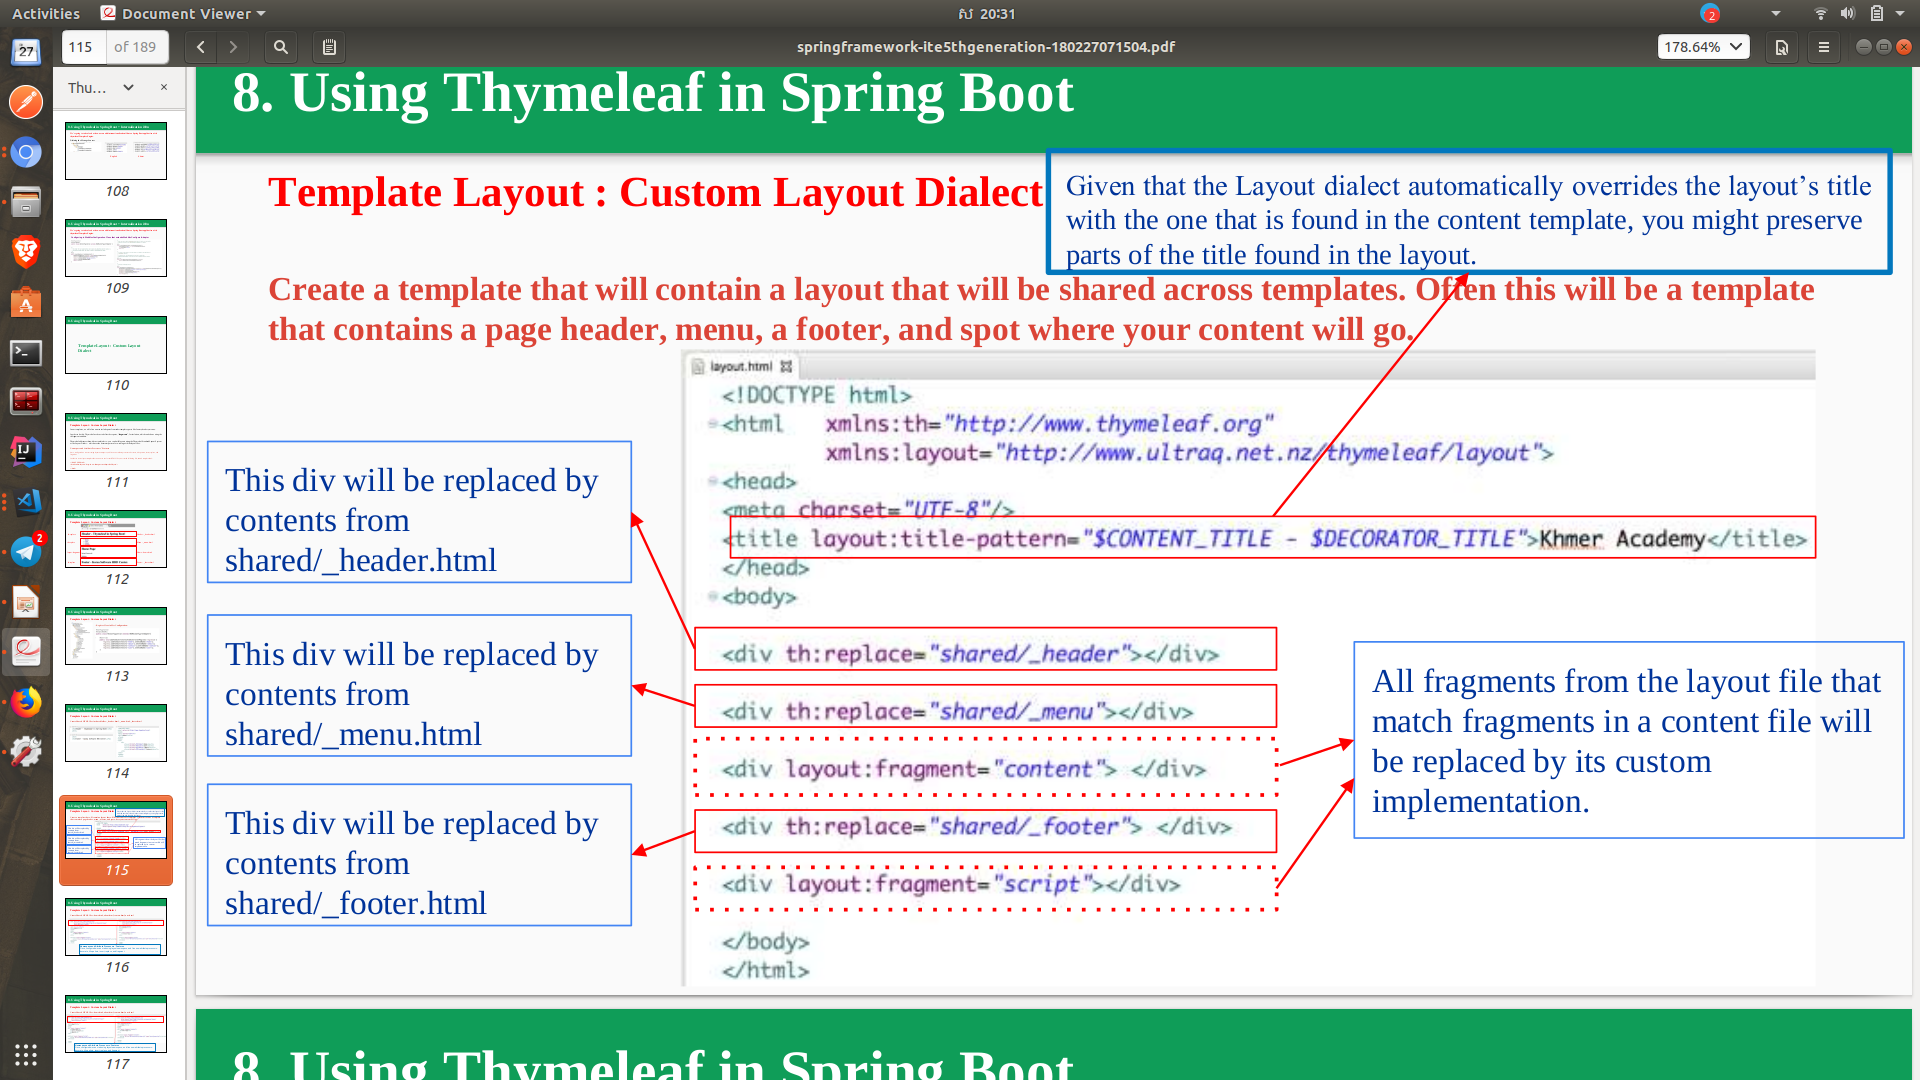 Activities
Document Viewer
ស 20:31
2
115
of 189
springframework-ite5thgeneration-180227071504.pdf
178.64%
27
Thu...
108
109
110
111
112
113
114
115
116
117
2
8. Using Thymeleaf in Spring Boot
Template Layout : Custom Layout Dialect
Given that the Layout dialect automatically overrides the layout’s title
with the one that is found in the content template, you might preserve
parts of the title found in the layout.
Create a template that will contain a layout that will be shared across templates. Often this will be a template
that contains a page header, menu, a footer, and spot where your content will go.
layout.html
<!DOCTYPE html>
<html xmlns:th="http://www.thymeleaf.org"
xmlns:layout="http://www.ultraq.net.nz/thymeleaf/layout">
<head>
<meta charset="UTF-8"/>
<title layout:title-pattern="$CONTENT_TITLE - $DECORATOR_TITLE">Khmer Academy</title>
</head>
<body>
<div th:replace="shared/_header"></div>
<div th:replace="shared/_menu"></div>
<div layout:fragment="content"> </div>
<div th:replace="shared/_footer"> </div>
<div layout:fragment="script"></div>
</body>
</html>
This div will be replaced by
contents from
shared/_header.html
This div will be replaced by
contents from
shared/_menu.html
This div will be replaced by
contents from
shared/_footer.html
All fragments from the layout file that
match fragments in a content file will
be replaced by its custom
implementation.
8. Using Thymeleaf in Spring Boot